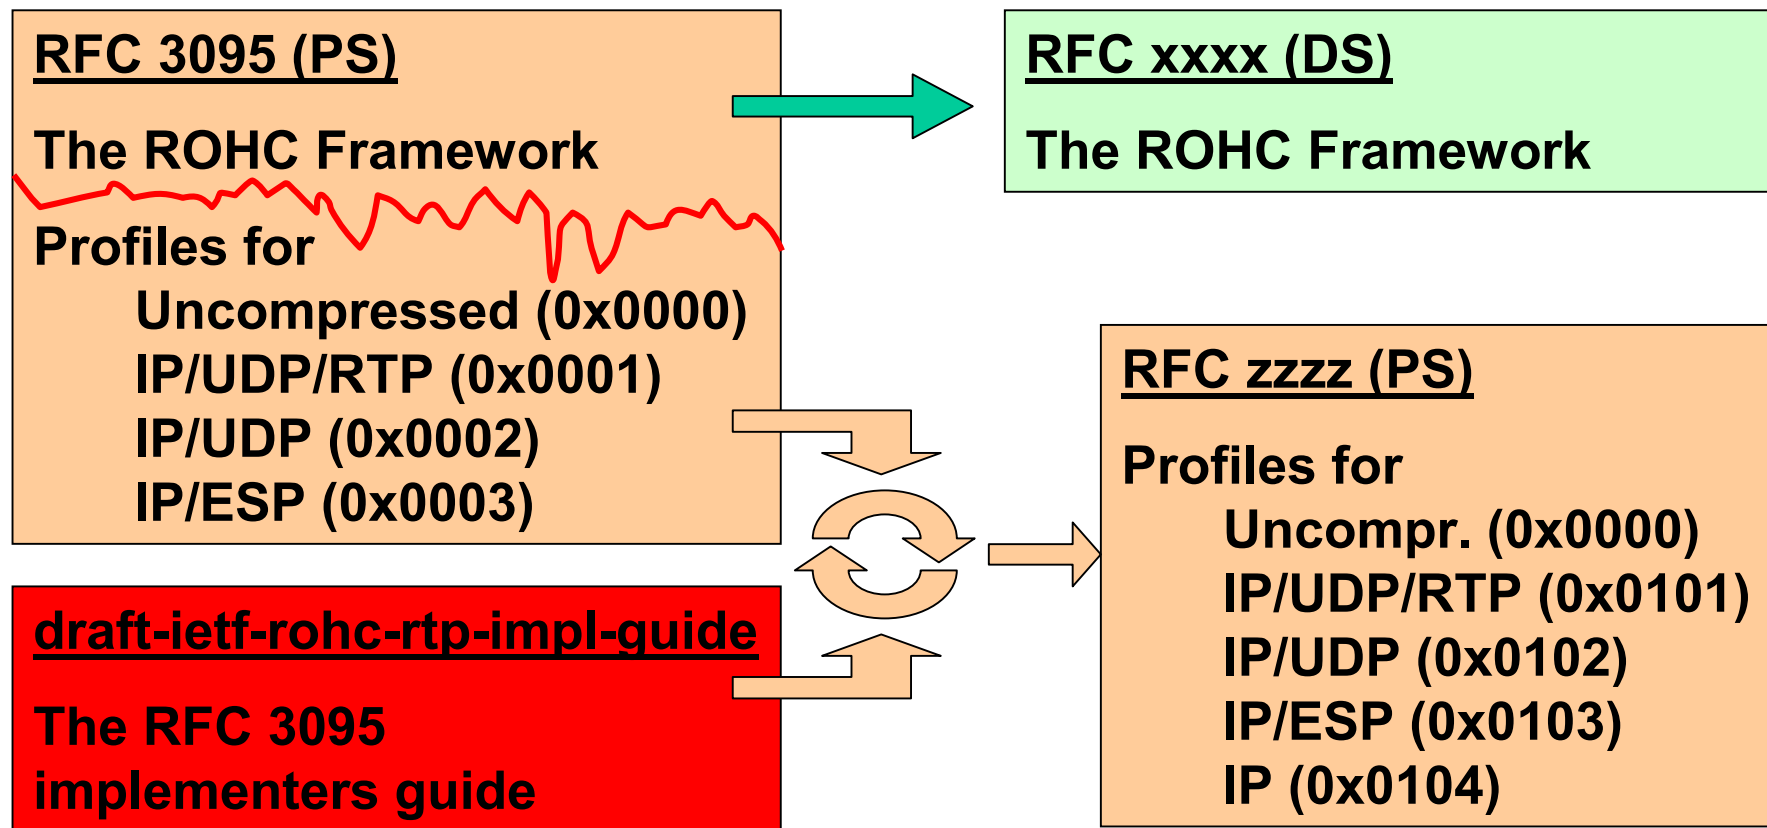 RFC 3095 (PS)
The ROHC Framework
Profiles for
Uncompressed (0x0000)
IP/UDP/RTP (0x0001)
IP/UDP (0x0002)
IP/ESP (0x0003)
draft-ietf-rohc-rtp-impl-guide
The RFC 3095
implementers guide
RFC xxxx (DS)
The ROHC Framework
RFC zzzz (PS)
Profiles for
Uncompr. (0x0000)
IP/UDP/RTP (0x0101)
IP/UDP (0x0102)
IP/ESP (0x0103)
IP (0x0104)